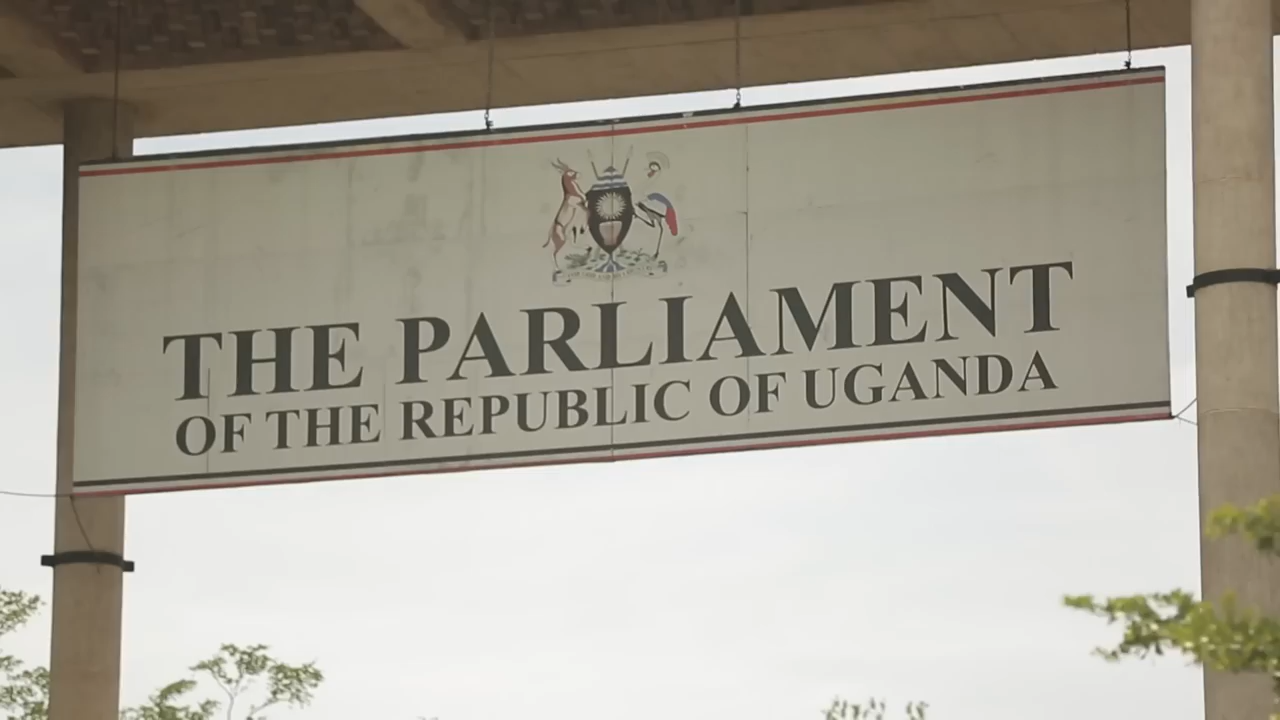 THE PARLIAMENT
OF THE REPUBLIC OF UGANDA